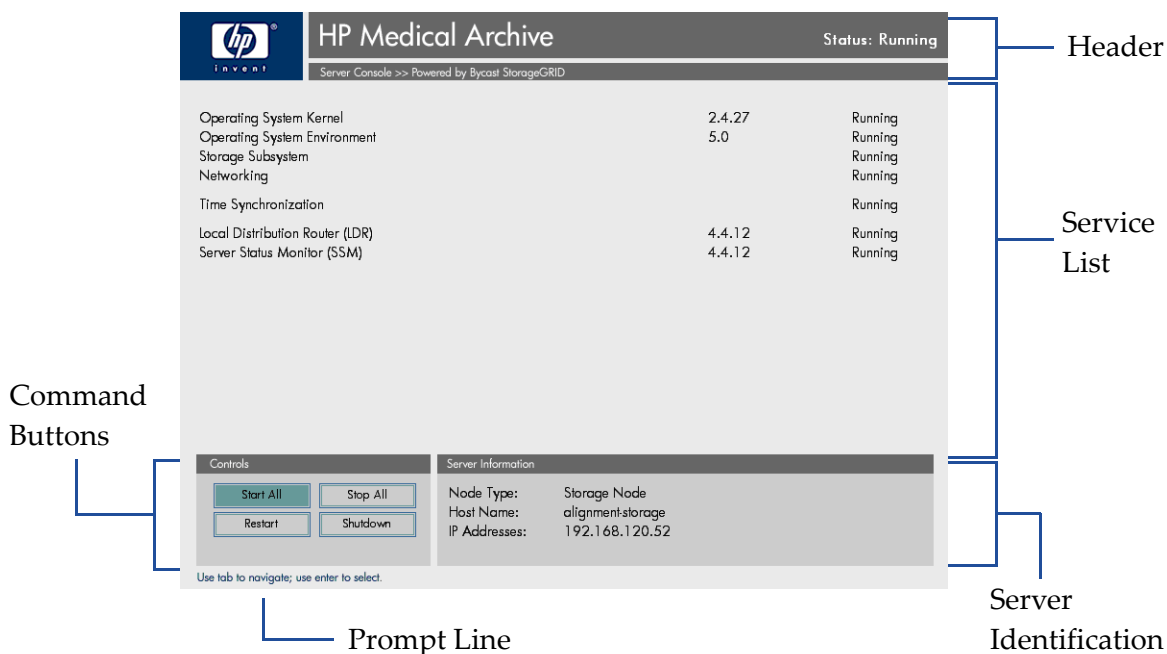 hp ®
invent
HP Medical Archive
Status: Running
Server Console >> Powered by Bycast StorageGRID
Header
Operating System Kernel 2.4.27 Running
Operating System Environment 5.0 Running
Storage Subsystem Running
Networking Running
Time Synchronization Running
Local Distribution Router (LDR) 4.4.12 Running
Server Status Monitor (SSM) 4.4.12 Running
Service
List
Command
Buttons
Controls
Start All Stop All
Restart Shutdown
Server Information
Node Type: Storage Node
Host Name: alignment-storage
IP Addresses: 192.168.120.52
Use tab to navigate; use enter to select.
Prompt Line
Server
Identification